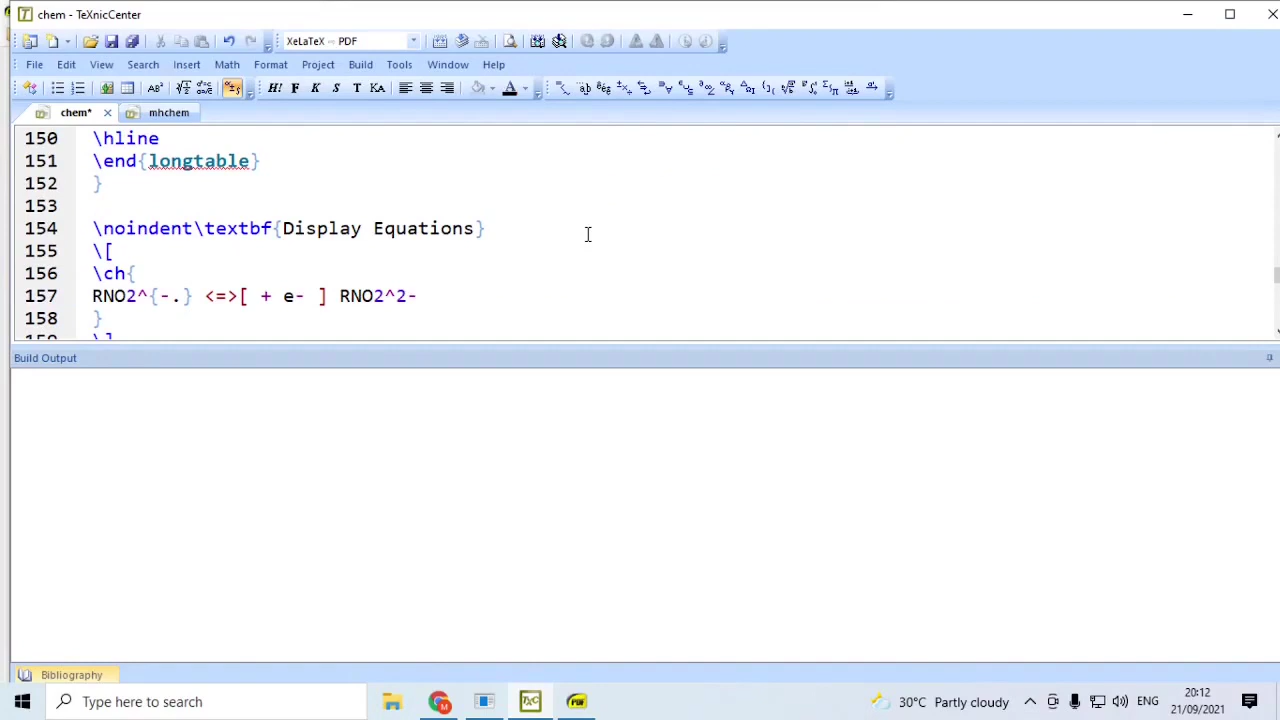 chem - TeXnicCenter
XeLaTeX ⇨ PDF
File Edit View Search Insert Math Format Project Build Tools Window Help
chem* mhchem
150 \hline
151 \end{longtable}
152 }
153
154 \noindent\textbf{Display Equations}
155 \[
156 \ch{
157 RNO2^{-.} <=>[ + e- ] RNO2^2-
158 }
159 \]
Build Output
Bibliography
Type here to search
30°C Partly cloudy
ENG
20:12
21/09/2021